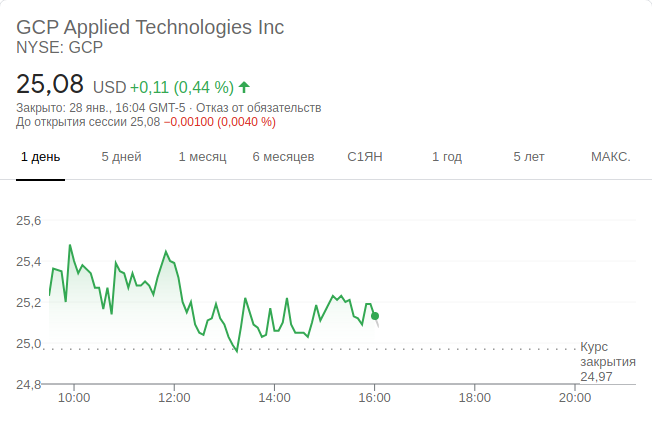 GCP Applied Technologies Inc
NYSE: GCP
25,08 USD +0,11 (0,44 %)
Закрыто: 28 янв., 16:04 GMT-5 · Отказ от обязательств
До открытия сессии 25,08 −0,00100 (0,0040 %)
1 день 5 дней 1 месяц 6 месяцев С1ЯН 1 год 5 лет МАКС.
25,6
25,4
25,2
25,0
24,8
Курс
закрытия
24,97
10:00 12:00 14:00 16:00 18:00 20:00